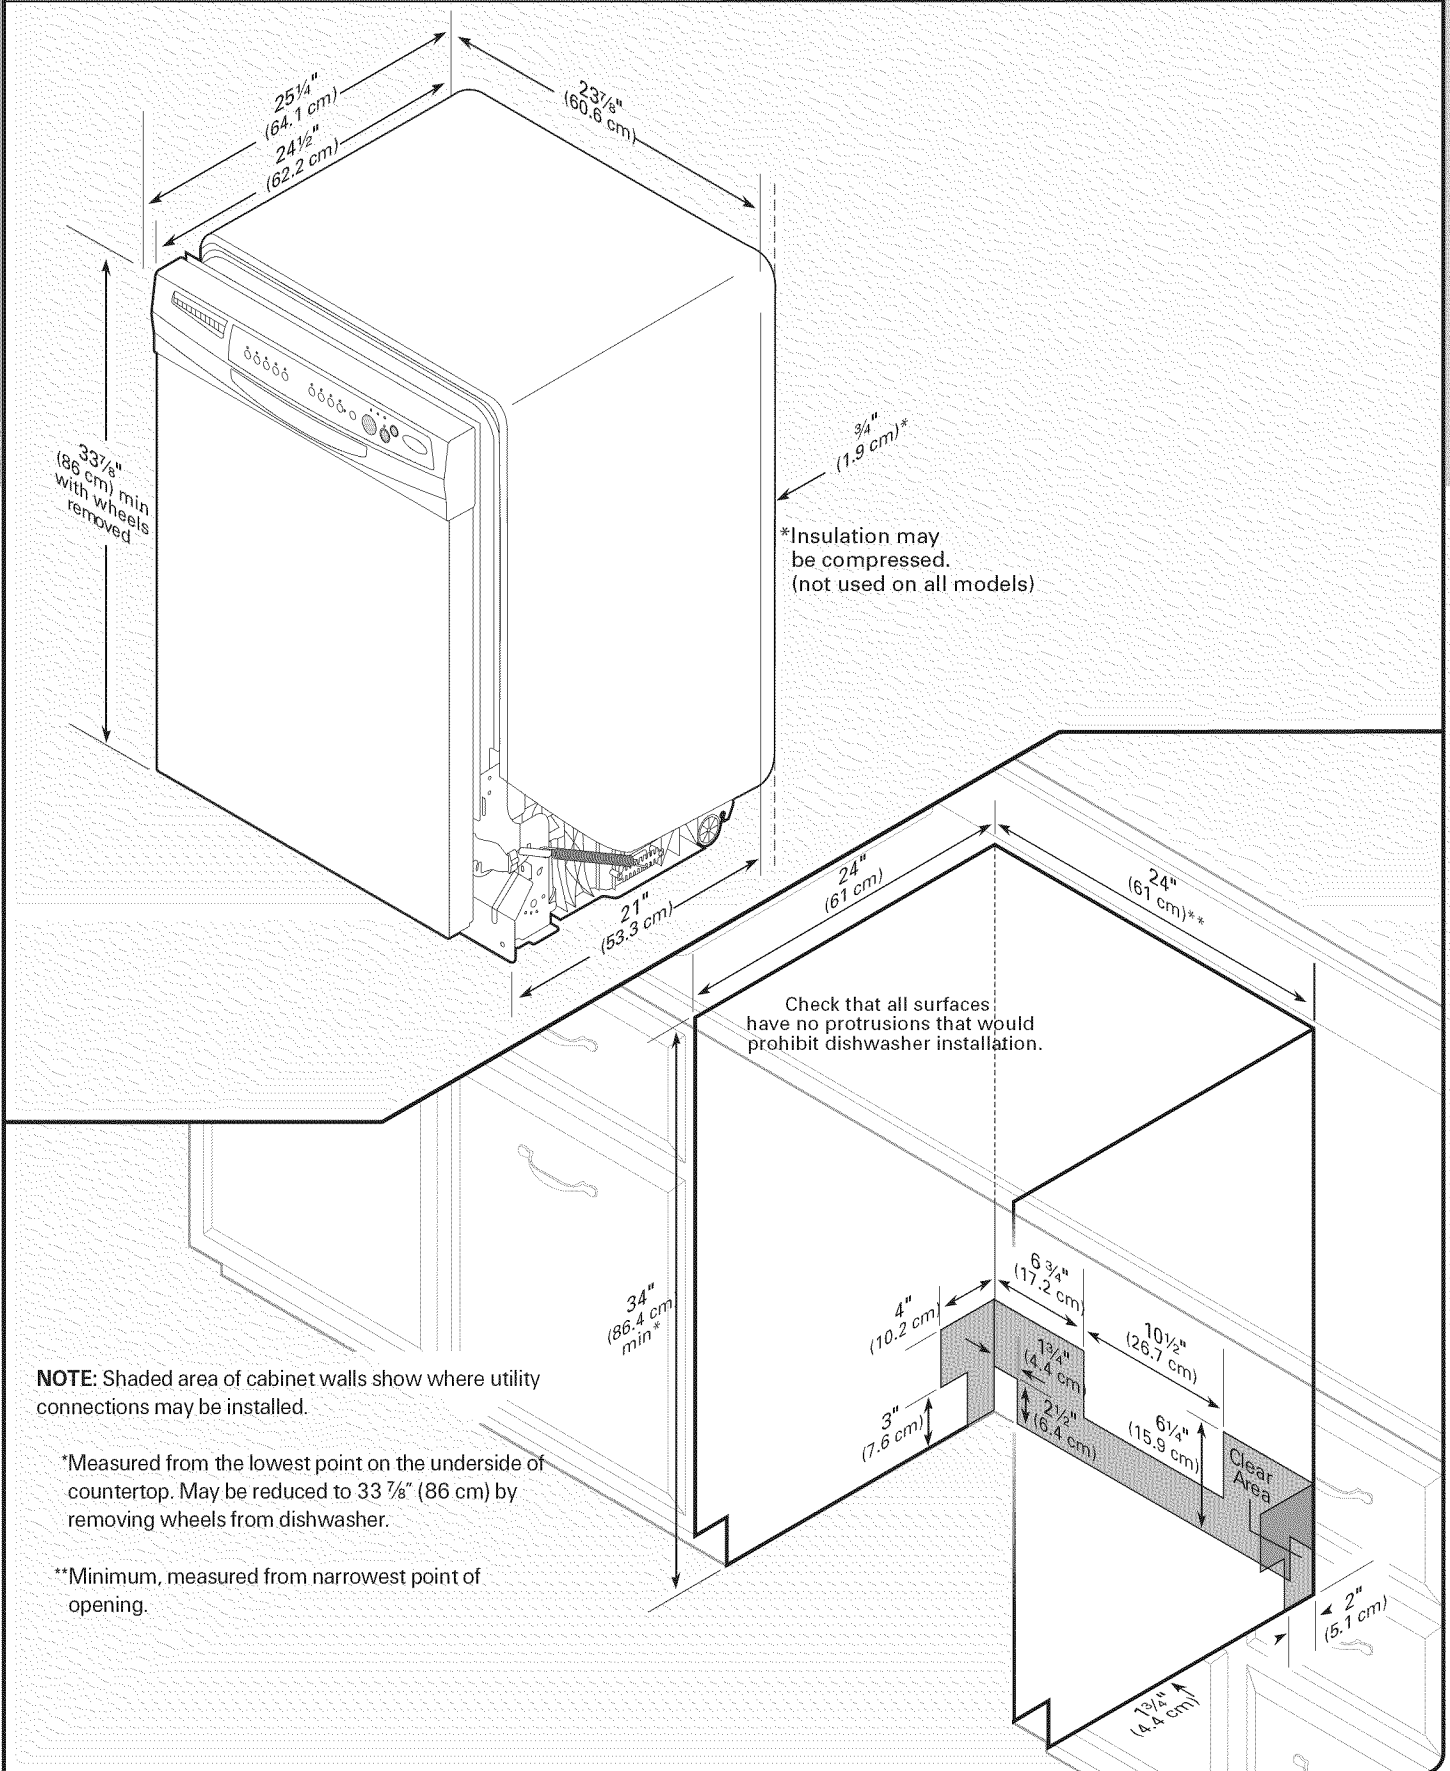 25¼"
(64.1 cm)
24½"
(62.2 cm)
23⅞"
(60.6 cm)
33⅞"
(86 cm) min
with wheels
removed
¾"
(1.9 cm)*
*Insulation may
be compressed.
(not used on all models)
21"
(53.3 cm)
24"
(61 cm)
24"
(61 cm)**
Check that all surfaces
have no protrusions that would
prohibit dishwasher installation.
34"
(86.4 cm
min*
4"
(10.2 cm)
6 ¾"
(17.2 cm)
10½"
(26.7 cm)
1¾"
(4.4 cm)
3"
(7.6 cm)
2½"
(6.4 cm)
6¼"
(15.9 cm)
Clear
Area
2"
(5.1 cm)
1¾"
(4.4 cm)
NOTE: Shaded area of cabinet walls show where utility
connections may be installed.
*Measured from the lowest point on the underside of
countertop. May be reduced to 33 ⅞" (86 cm) by
removing wheels from dishwasher.
**Minimum, measured from narrowest point of
opening.